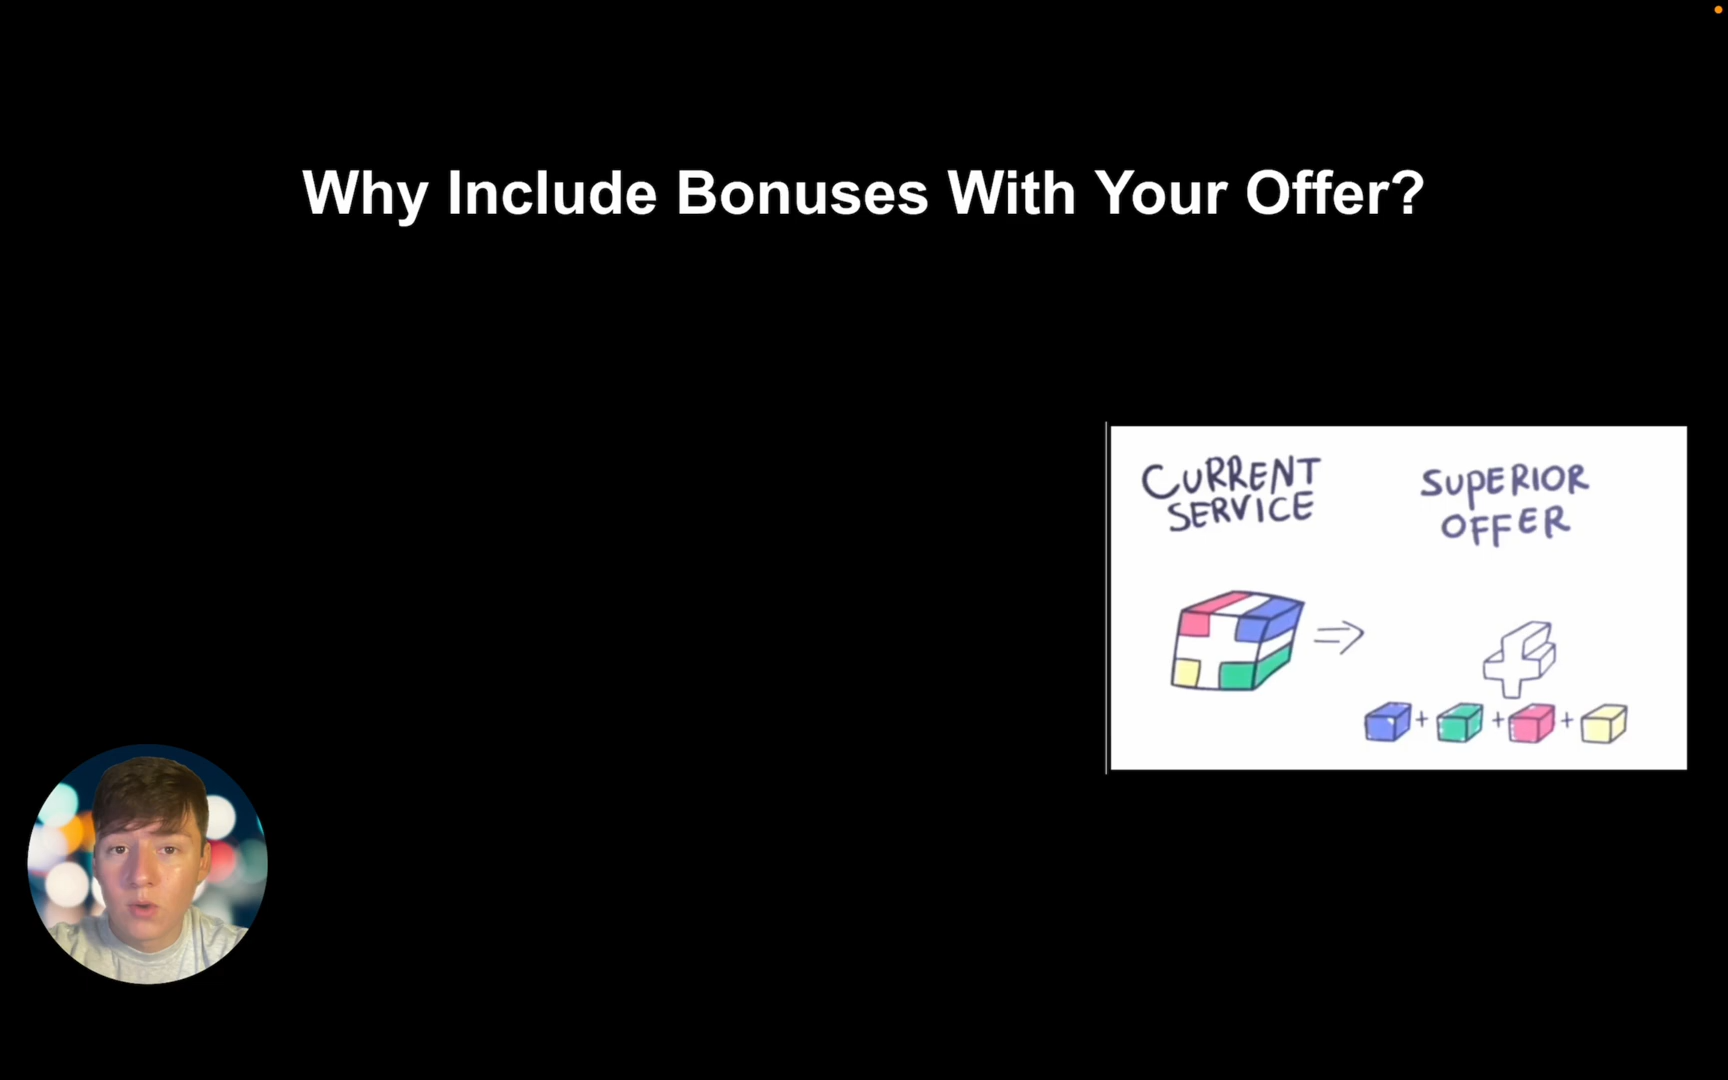 Why Include Bonuses With Your Offer?
CURRENT
SERVICE
SUPERIOR
OFFER
+ + +